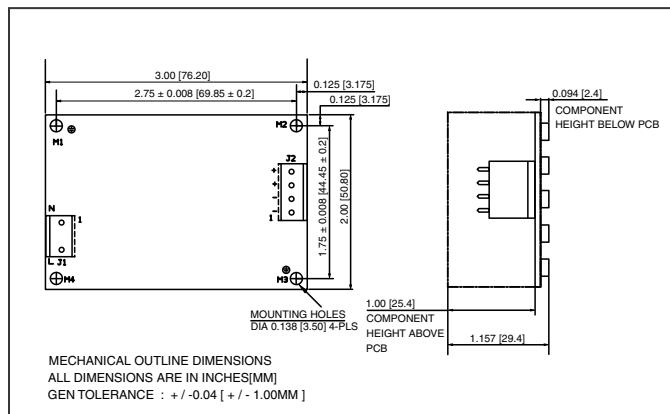 3.00 [76.20]
2.75 ± 0.008 [69.85 ± 0.2]
0.125 [3.175]
0.125 [3.175]
0.094 [2.4]
COMPONENT
HEIGHT BELOW PCB
M1
M2
J2
+
+
-
-
1
N
1
L
J1
M4
M3
1.75 ± 0.008 [44.45 ± 0.2]
2.00 [50.80]
MOUNTING HOLES
DIA 0.138 [3.50] 4-PLS
1.00 [25.4]
COMPONENT
HEIGHT ABOVE
PCB
1.157 [29.4]
MECHANICAL OUTLINE DIMENSIONS
ALL DIMENSIONS ARE IN INCHES[MM]
GEN TOLERANCE : + / -0.04 [ + / - 1.00MM ]